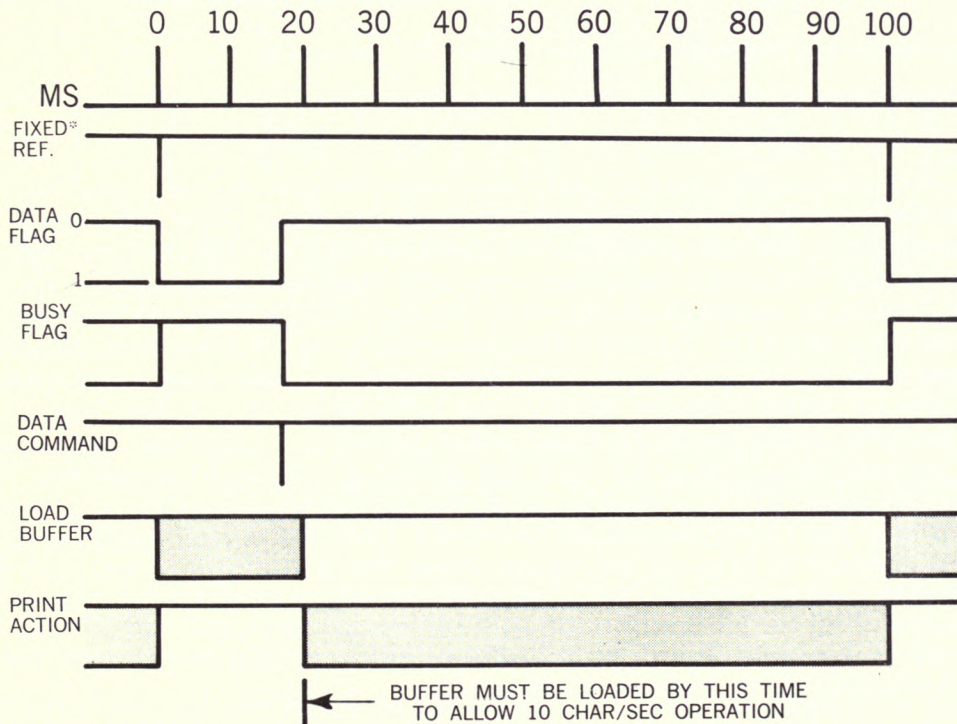 0 10 20 30 40 50 60 70 80 90 100
MS
FIXED*
REF.
DATA 0
FLAG
1
BUSY
FLAG
DATA
COMMAND
LOAD
BUFFER
PRINT
ACTION
BUFFER MUST BE LOADED BY THIS TIME
TO ALLOW 10 CHAR/SEC OPERATION